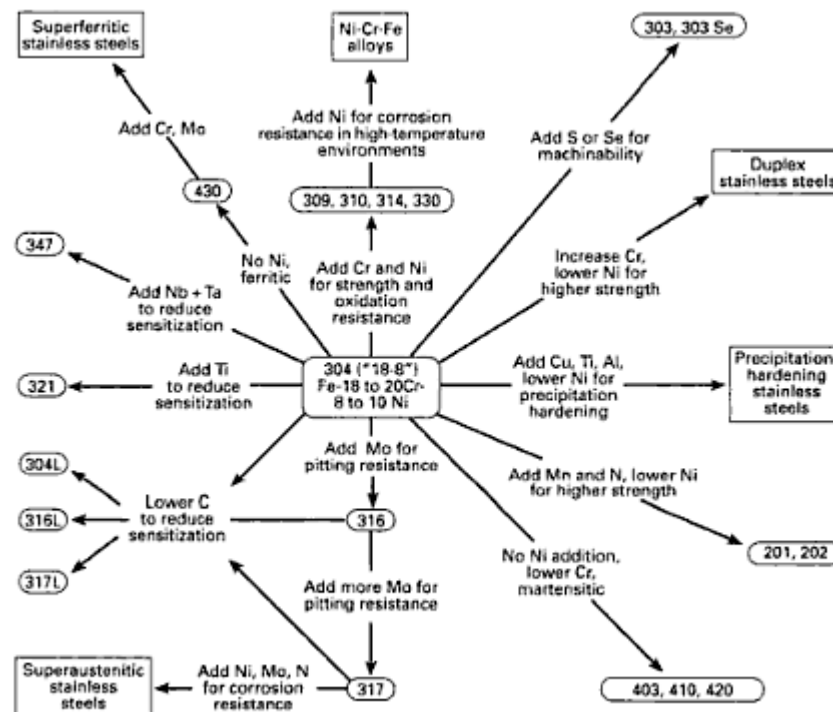 Superferritic
stainless steels
Ni-Cr-Fe
alloys
303, 303 Se
Add Cr, Mo
Add Ni for corrosion
resistance in high-temperature
environments
Add S or Se for
machinability
Duplex
stainless steels
430
309, 310, 314, 330
347
No Ni,
ferritic
Add Cr and Ni
for strength and
oxidation
resistance
Increase Cr,
lower Ni for
higher strength
Add Nb + Ta
to reduce
sensitization
321
Add Ti
to reduce
sensitization
304 ("18-8")
Fe-18 to 20Cr-
8 to 10 Ni
Add Cu, Ti, Al,
lower Ni for
precipitation
hardening
Precipitation
hardening
stainless
steels
Add Mo for
pitting resistance
Add Mn and N, lower Ni
for higher strength
304L
316L
317L
Lower C
to reduce
sensitization
316
201, 202
No Ni addition,
lower Cr,
martensitic
Add more Mo for
pitting resistance
Superaustenitic
stainless
steels
Add Ni, Mo, N
for corrosion
resistance
317
403, 410, 420